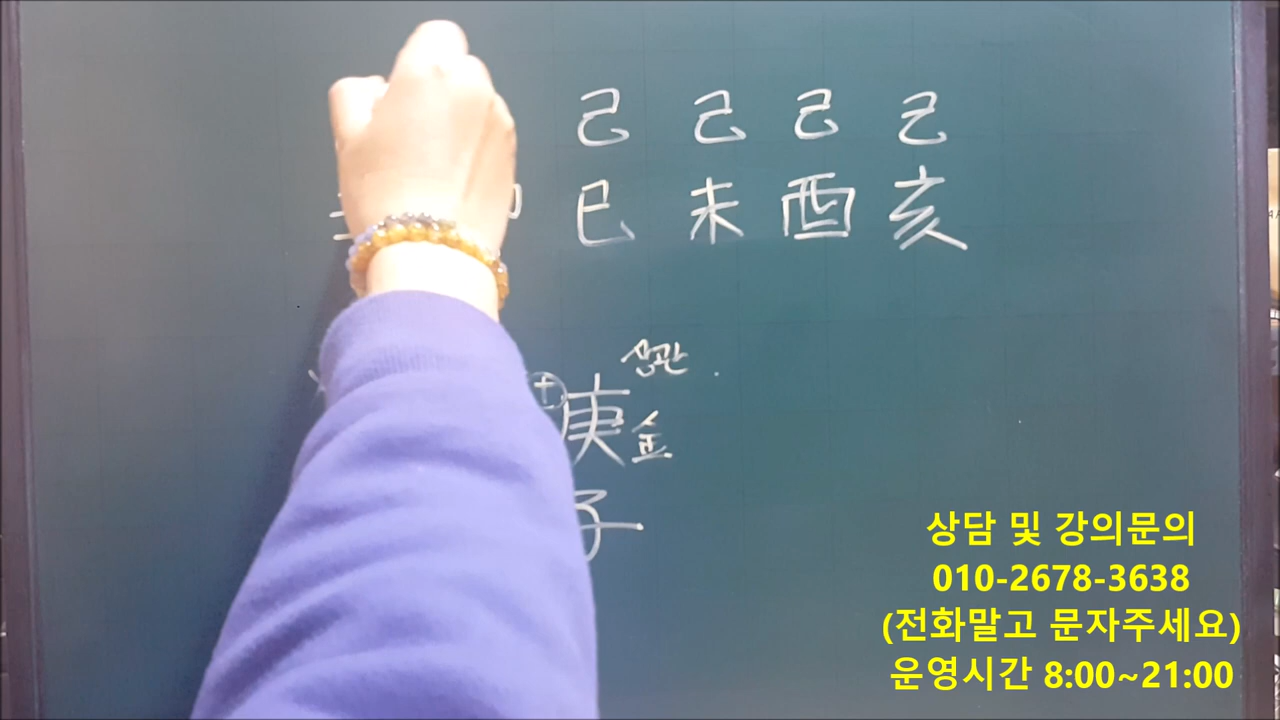 己 己 己 己
巳 未 酉 亥
상관
+
庚 金
子
상담 및 강의문의
010-2678-3638
(전화말고 문자주세요)
운영시간 8:00~21:00